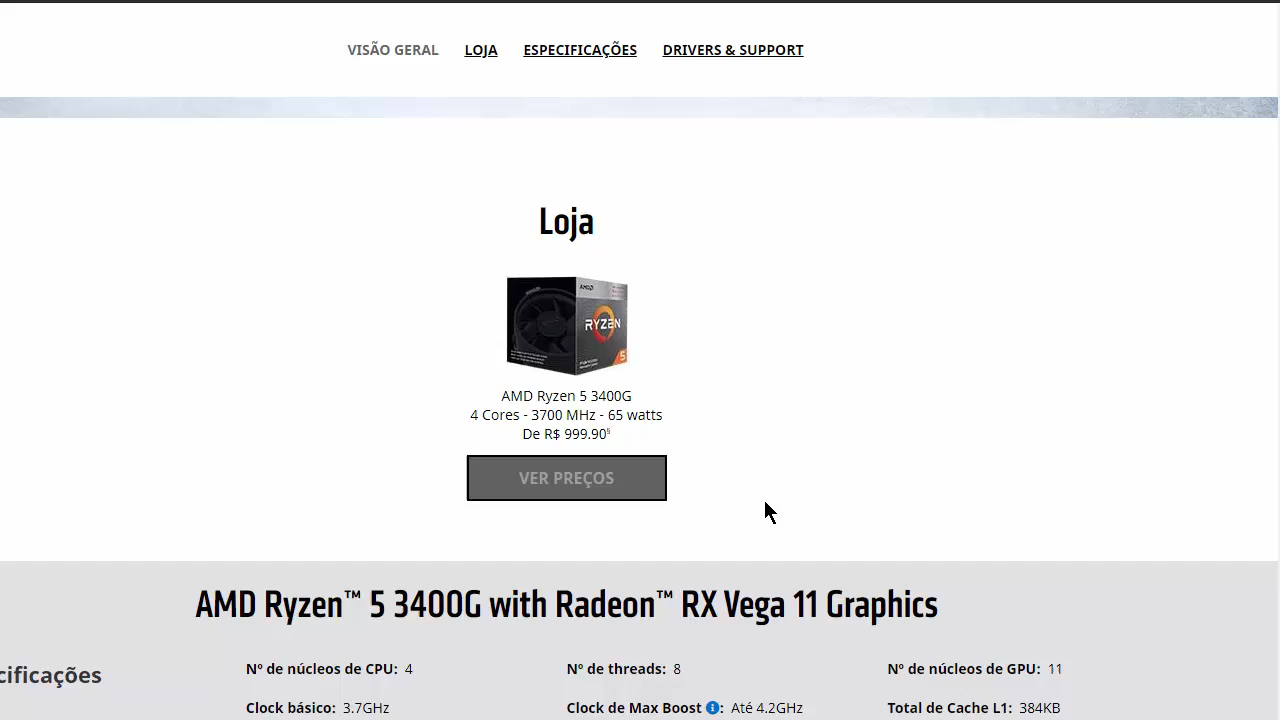 VISÃO GERAL LOJA ESPECIFICAÇÕES DRIVERS & SUPPORT
Loja
AMD
RYZEN
5
AMD Ryzen 5 3400G
4 Cores - 3700 MHz - 65 watts
De R$ 999.90⁵
VER PREÇOS
AMD Ryzen™ 5 3400G with Radeon™ RX Vega 11 Graphics
cificações
Nº de núcleos de CPU: 4 Nº de threads: 8 Nº de núcleos de GPU: 11
Clock básico: 3.7GHz Clock de Max Boost i: Até 4.2GHz Total de Cache L1: 384KB